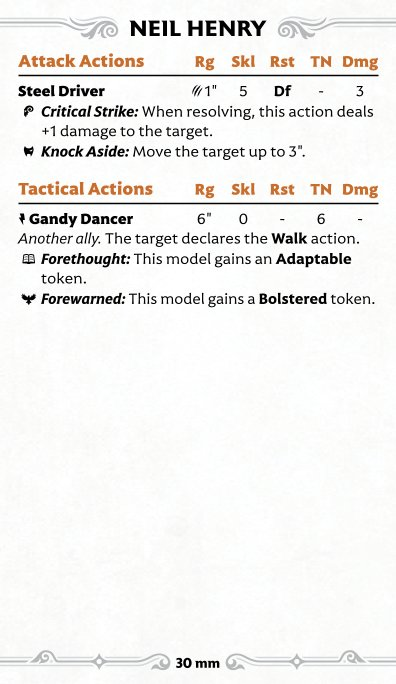 NEIL HENRY
Attack Actions Rg Skl Rst TN Dmg
Steel Driver 1" 5 Df - 3
Critical Strike: When resolving, this action deals
+1 damage to the target.
Knock Aside: Move the target up to 3".
Tactical Actions Rg Skl Rst TN Dmg
Gandy Dancer 6" 0 - 6 -
Another ally. The target declares the Walk action.
Forethought: This model gains an Adaptable
token.
Forewarned: This model gains a Bolstered token.
30 mm